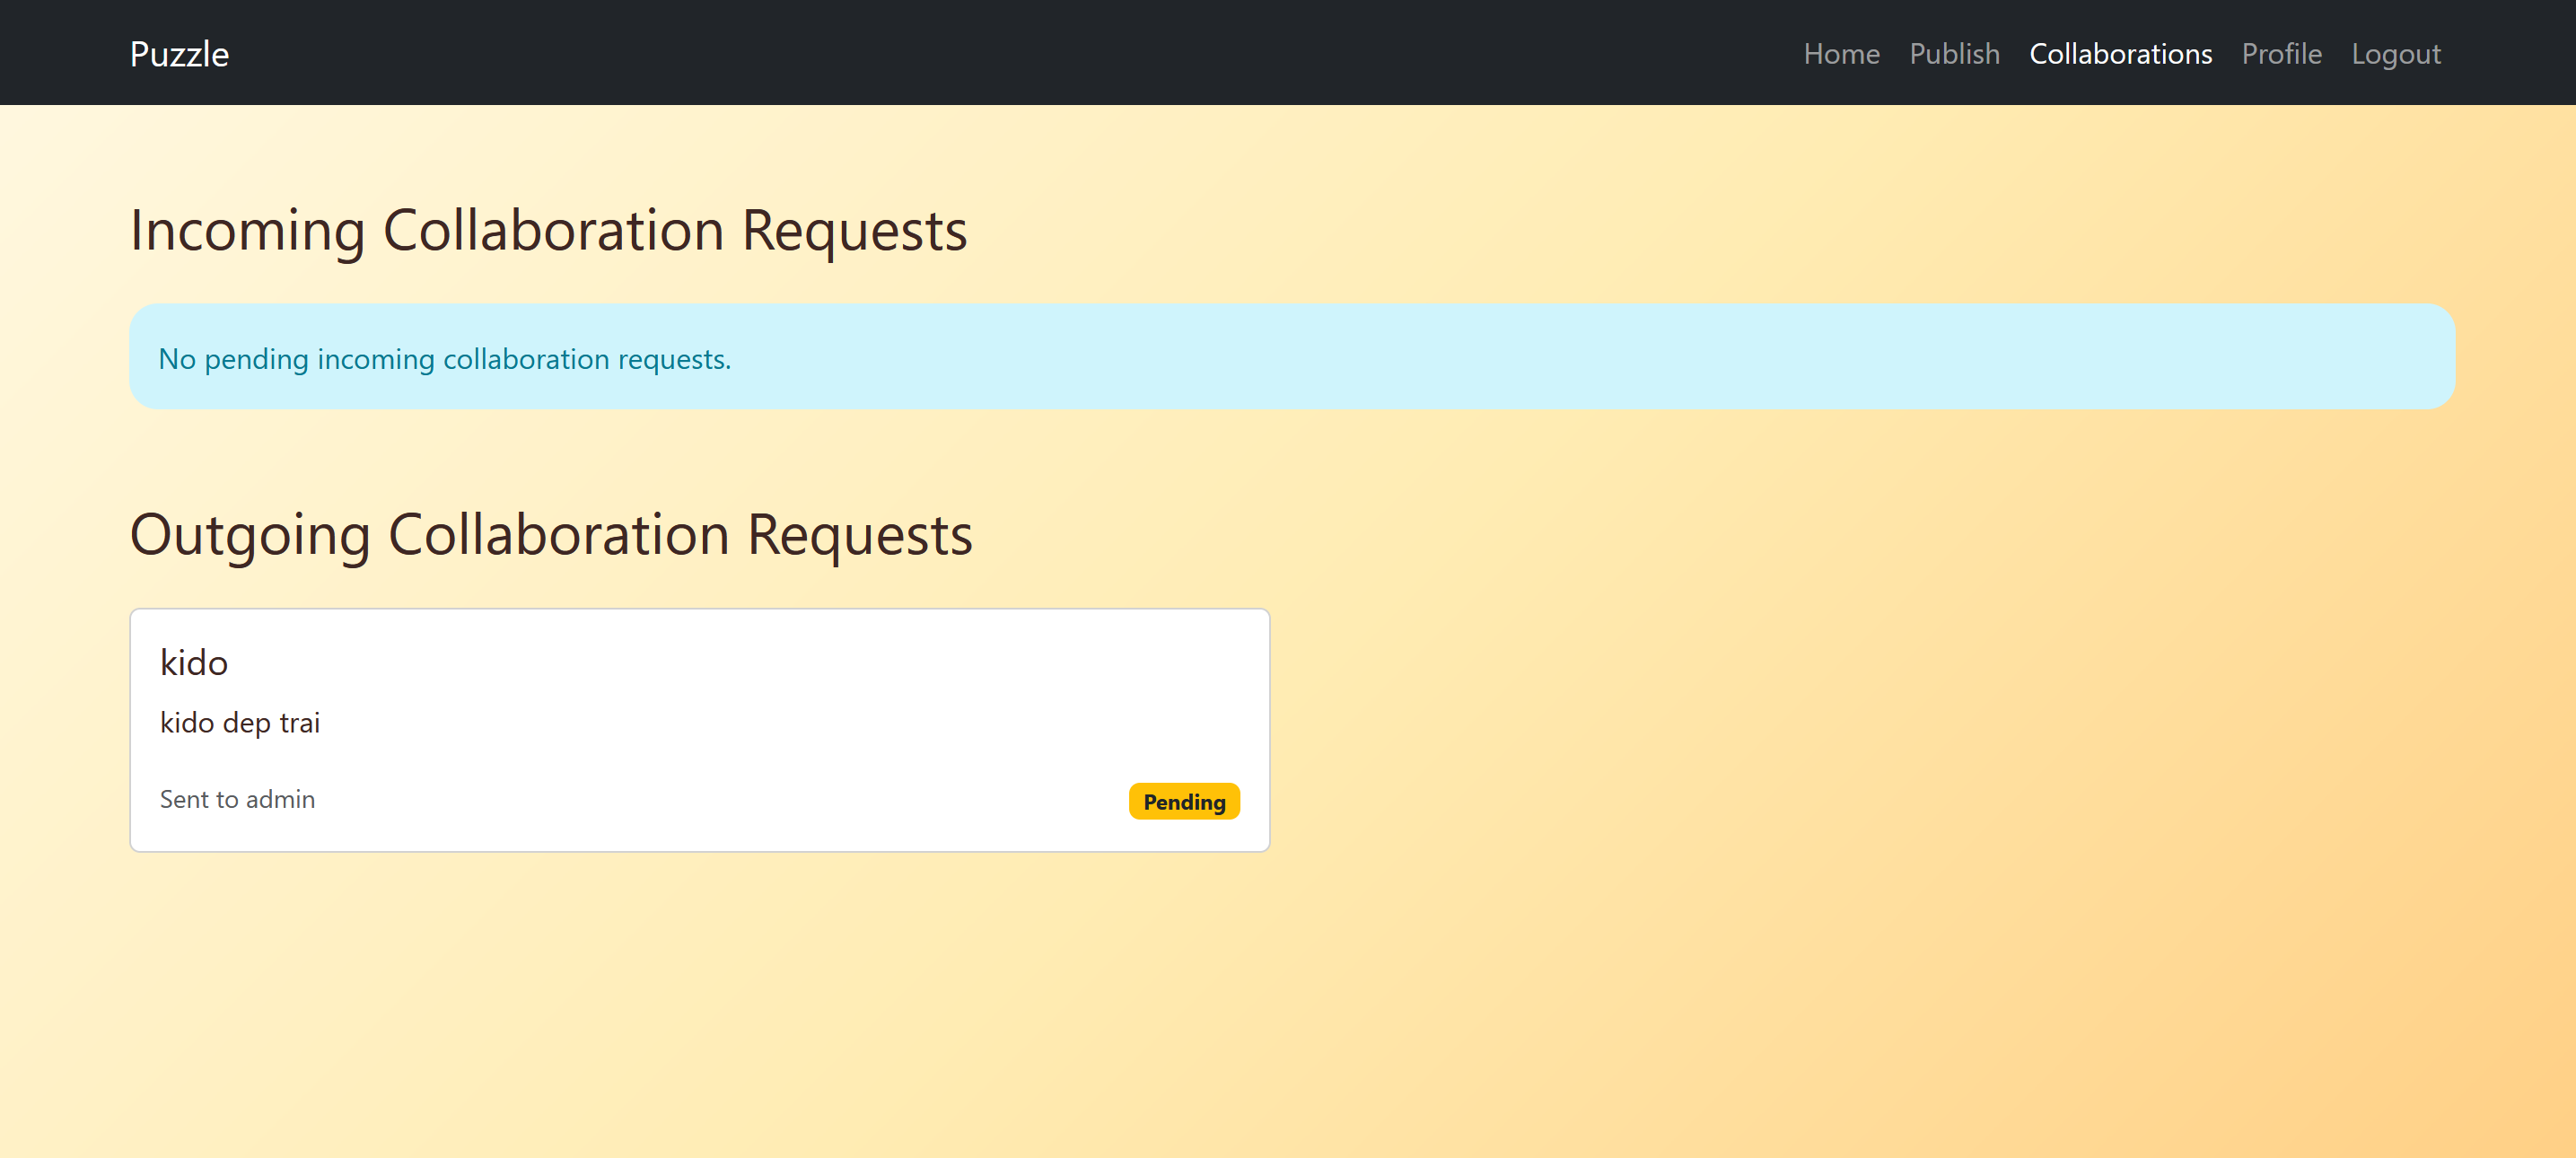 Puzzle
Home Publish Collaborations Profile Logout
Incoming Collaboration Requests
No pending incoming collaboration requests.
Outgoing Collaboration Requests
kido
kido dep trai
Sent to admin
Pending